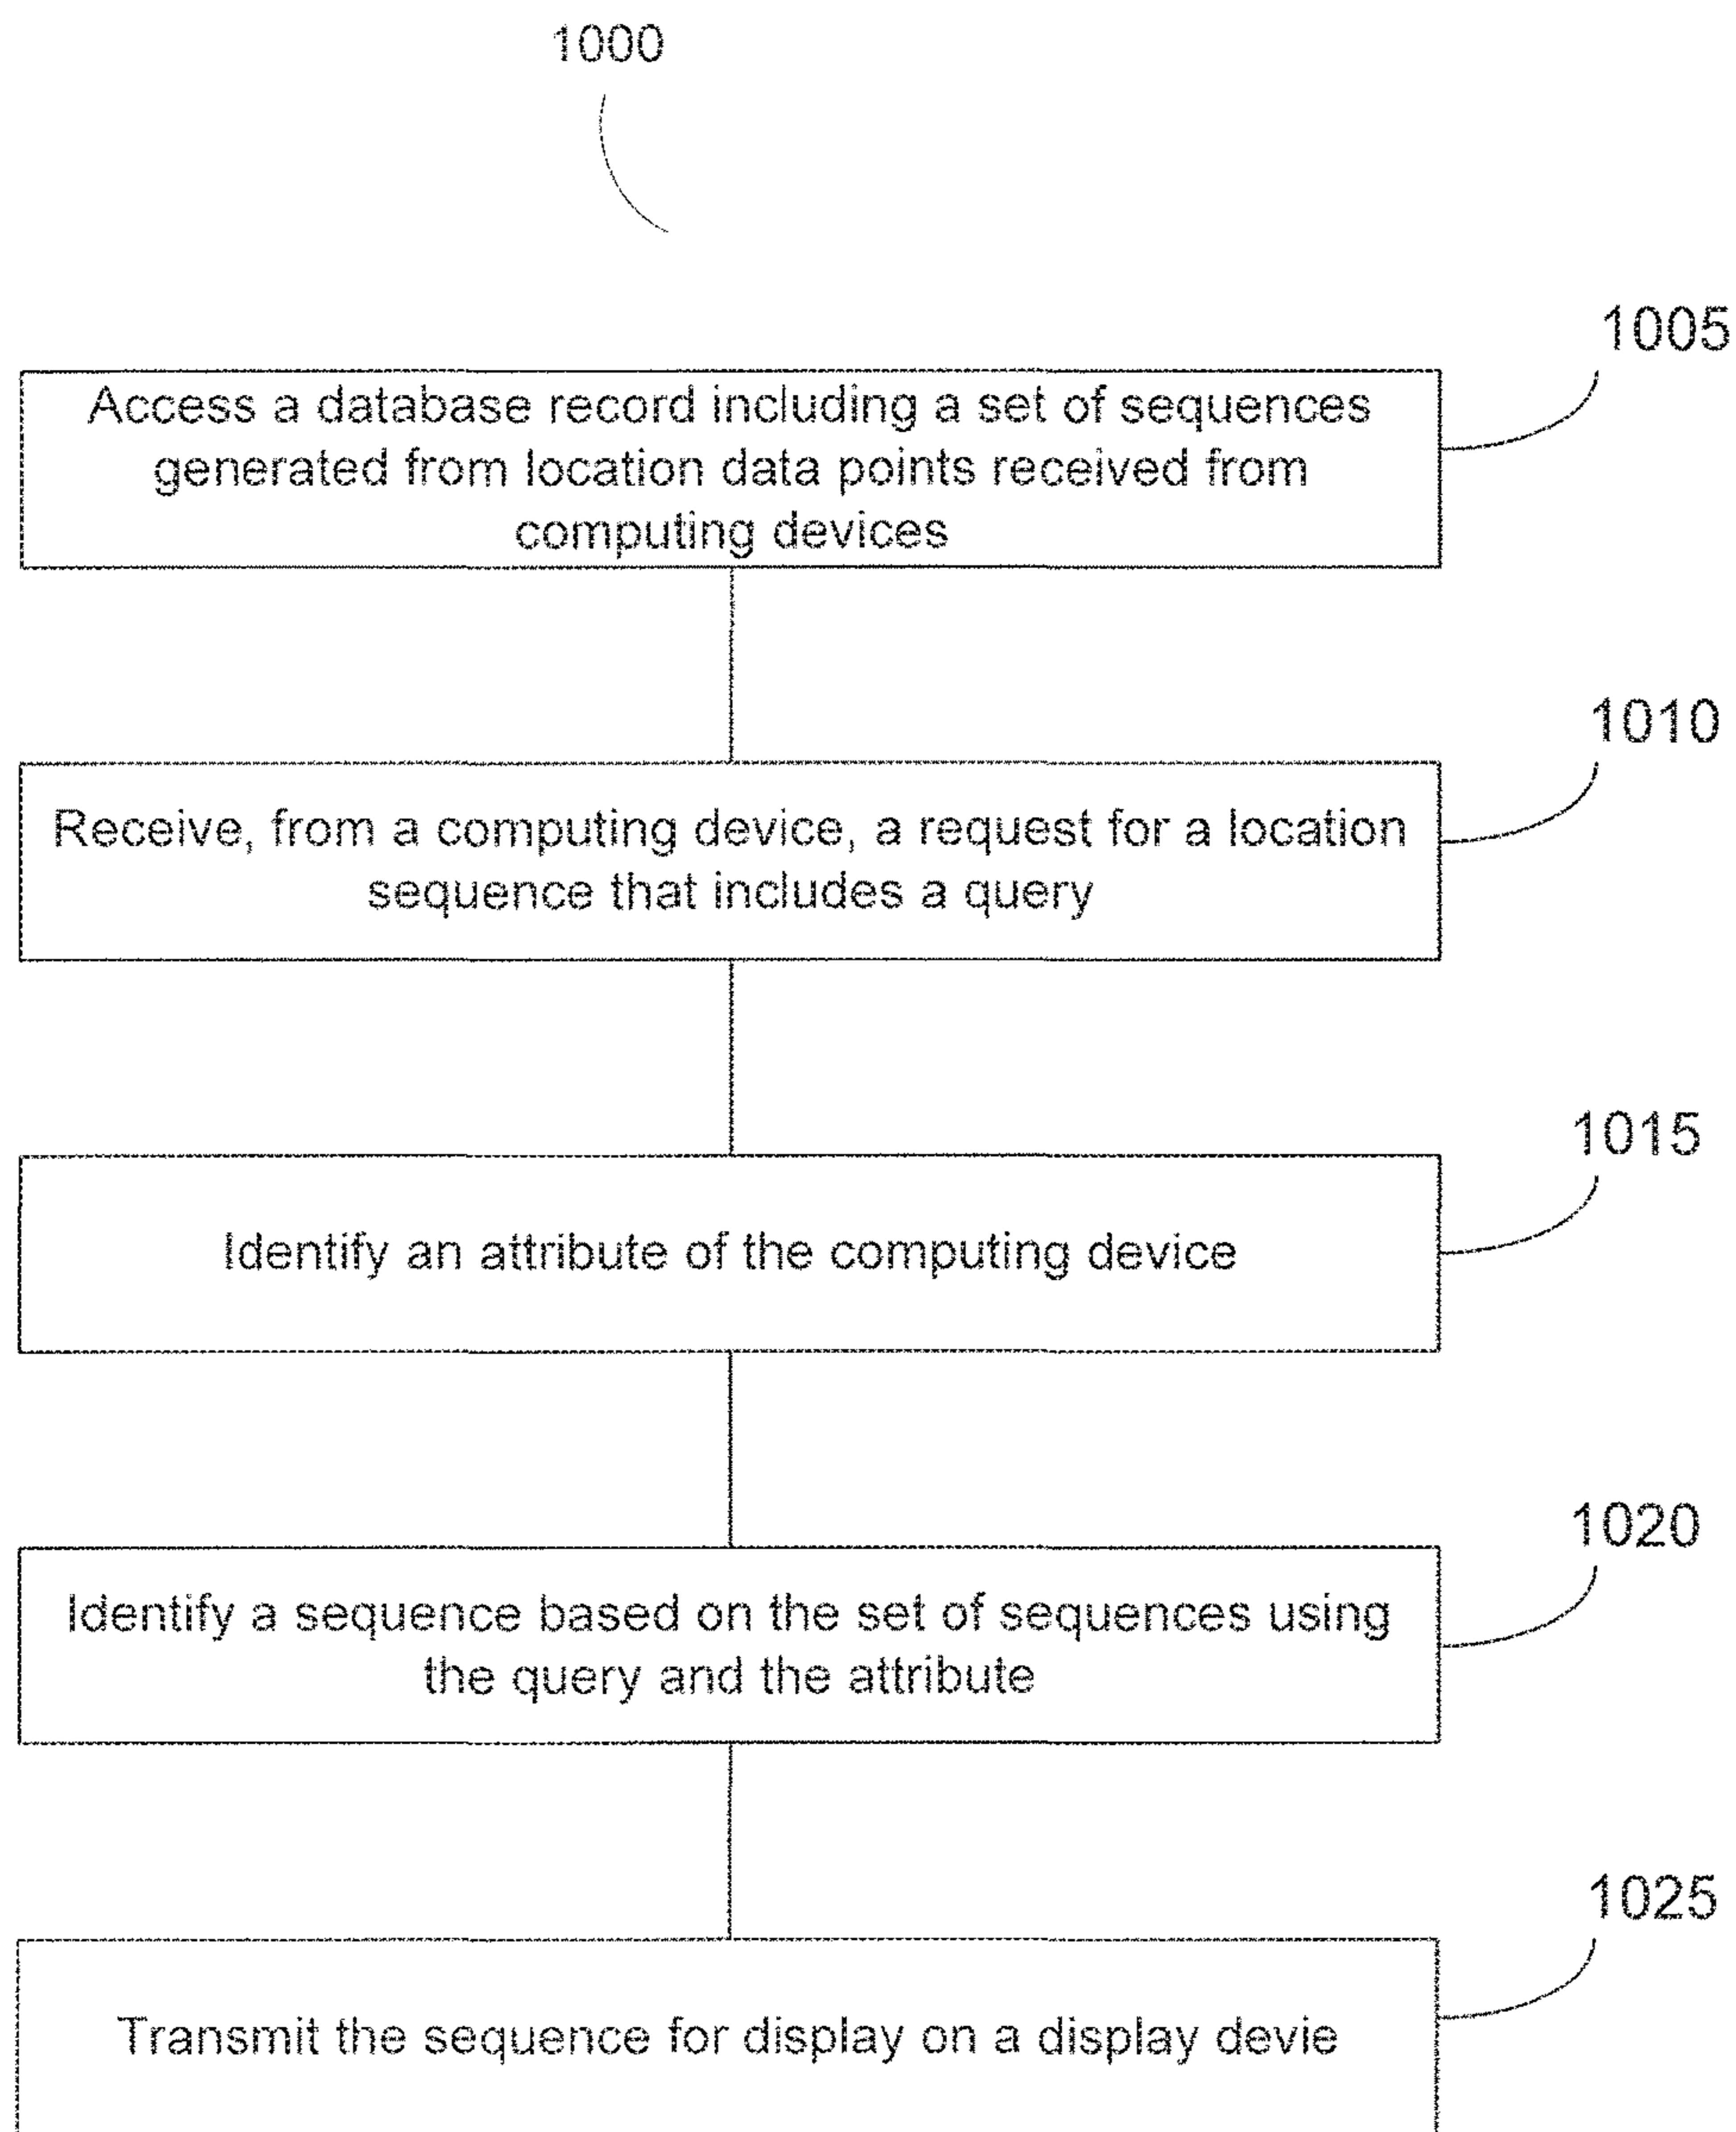 1000
1005
Access a database record including a set of sequences
generated from location data points received from
computing devices
1010
Receive, from a computing device, a request for a location
sequence that includes a query
1015
Identify an attribute of the computing device
1020
Identify a sequence based on the set of sequences using
the query and the attribute
1025
Transmit the sequence for display on a display devie